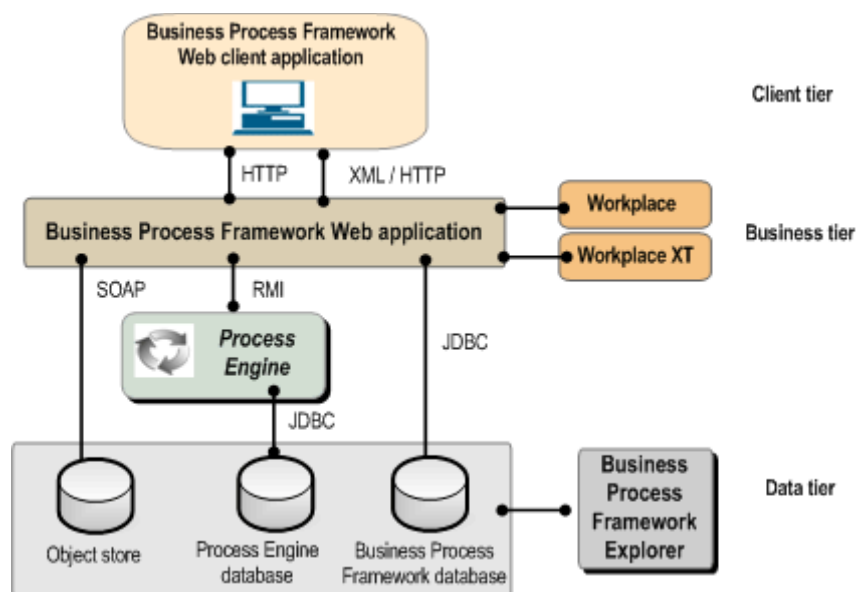 Business Process Framework
Web client application
Client tier
HTTP
XML / HTTP
Business Process Framework Web application
Workplace
Workplace XT
Business tier
SOAP
RMI
Process
Engine
JDBC
JDBC
Object store
Process Engine
database
Business Process
Framework database
Business
Process
Framework
Explorer
Data tier